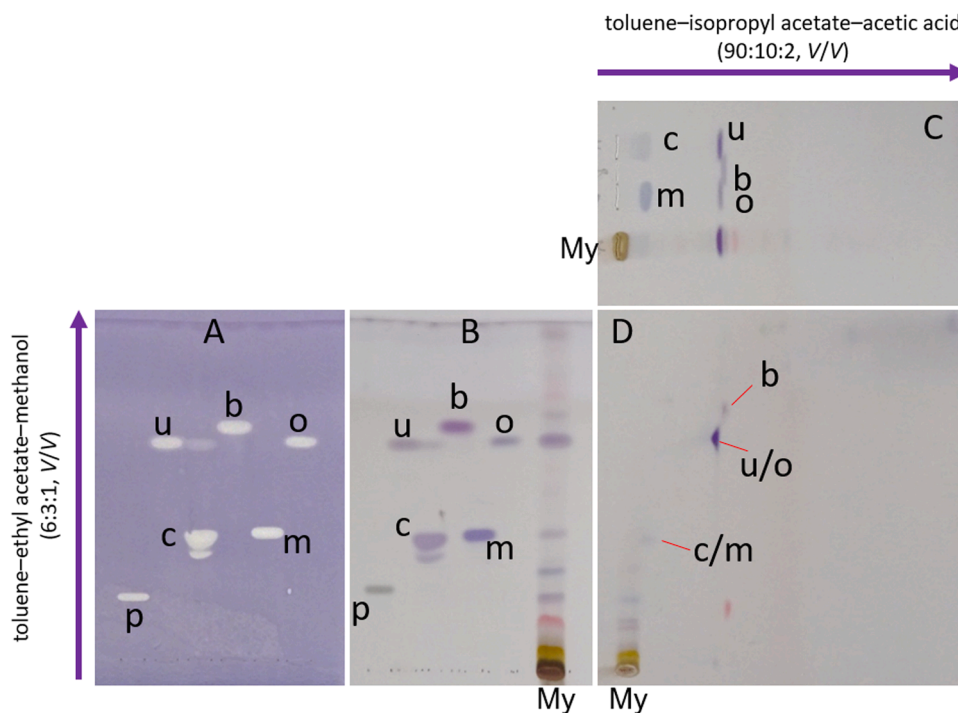 toluene–isopropyl acetate–acetic acid
(90:10:2, V/V)
C
u
c
b
m
o
My
toluene–ethyl acetate–methanol
(6:3:1, V/V)
A
u
b
o
c
m
p
B
b
u
o
c
m
p
My
D
b
u/o
c/m
My